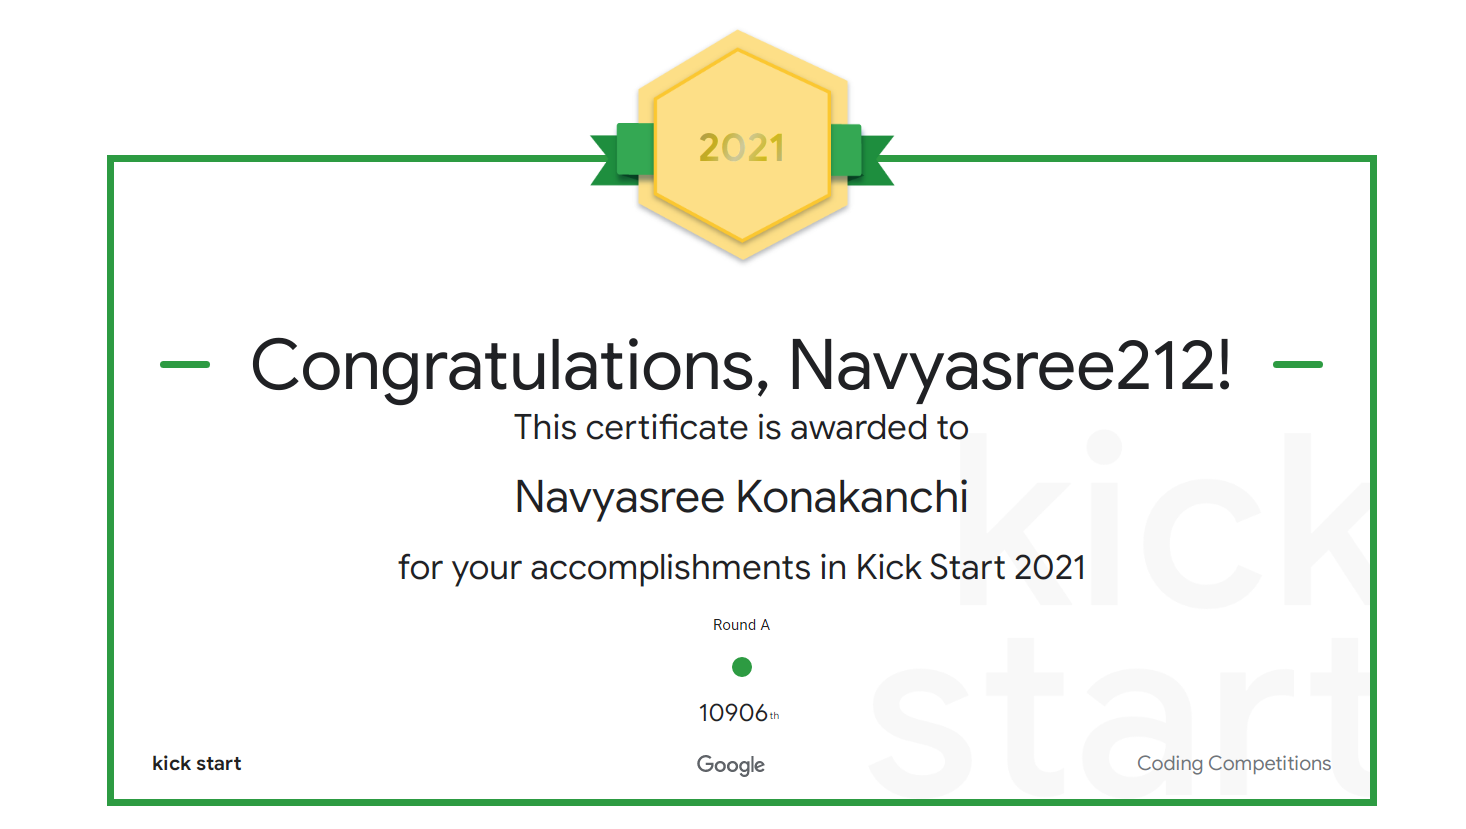 2021
Congratulations, Navyasree212!
This certificate is awarded to
Navyasree Konakanchi
for your accomplishments in Kick Start 2021
Round A
10906th
kick start
Google
Coding Competitions
kick
start